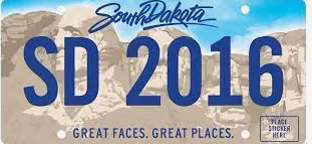 South Dakota
SD 2016
GREAT FACES. GREAT PLACES.
PLACE
STICKER
HERE